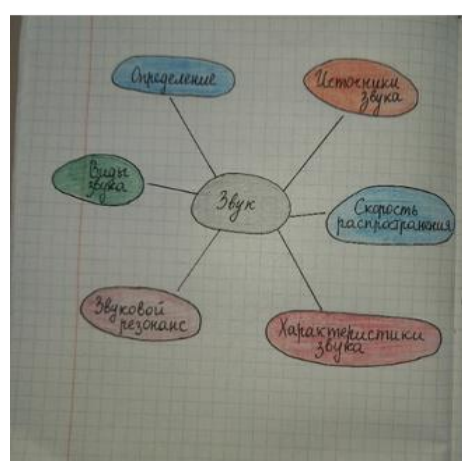 Определение
Источники
звука
Виды
звука
Звук
Скорость
распространения
Звуковой
резонанс
Характеристики
звука